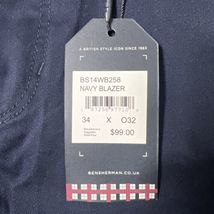 A BRITISH STYLE ICON SINCE 1963
BS14WB258
NAVY BLAZER
34 X O32
$99.00
BENSHERMAN.CO.UK